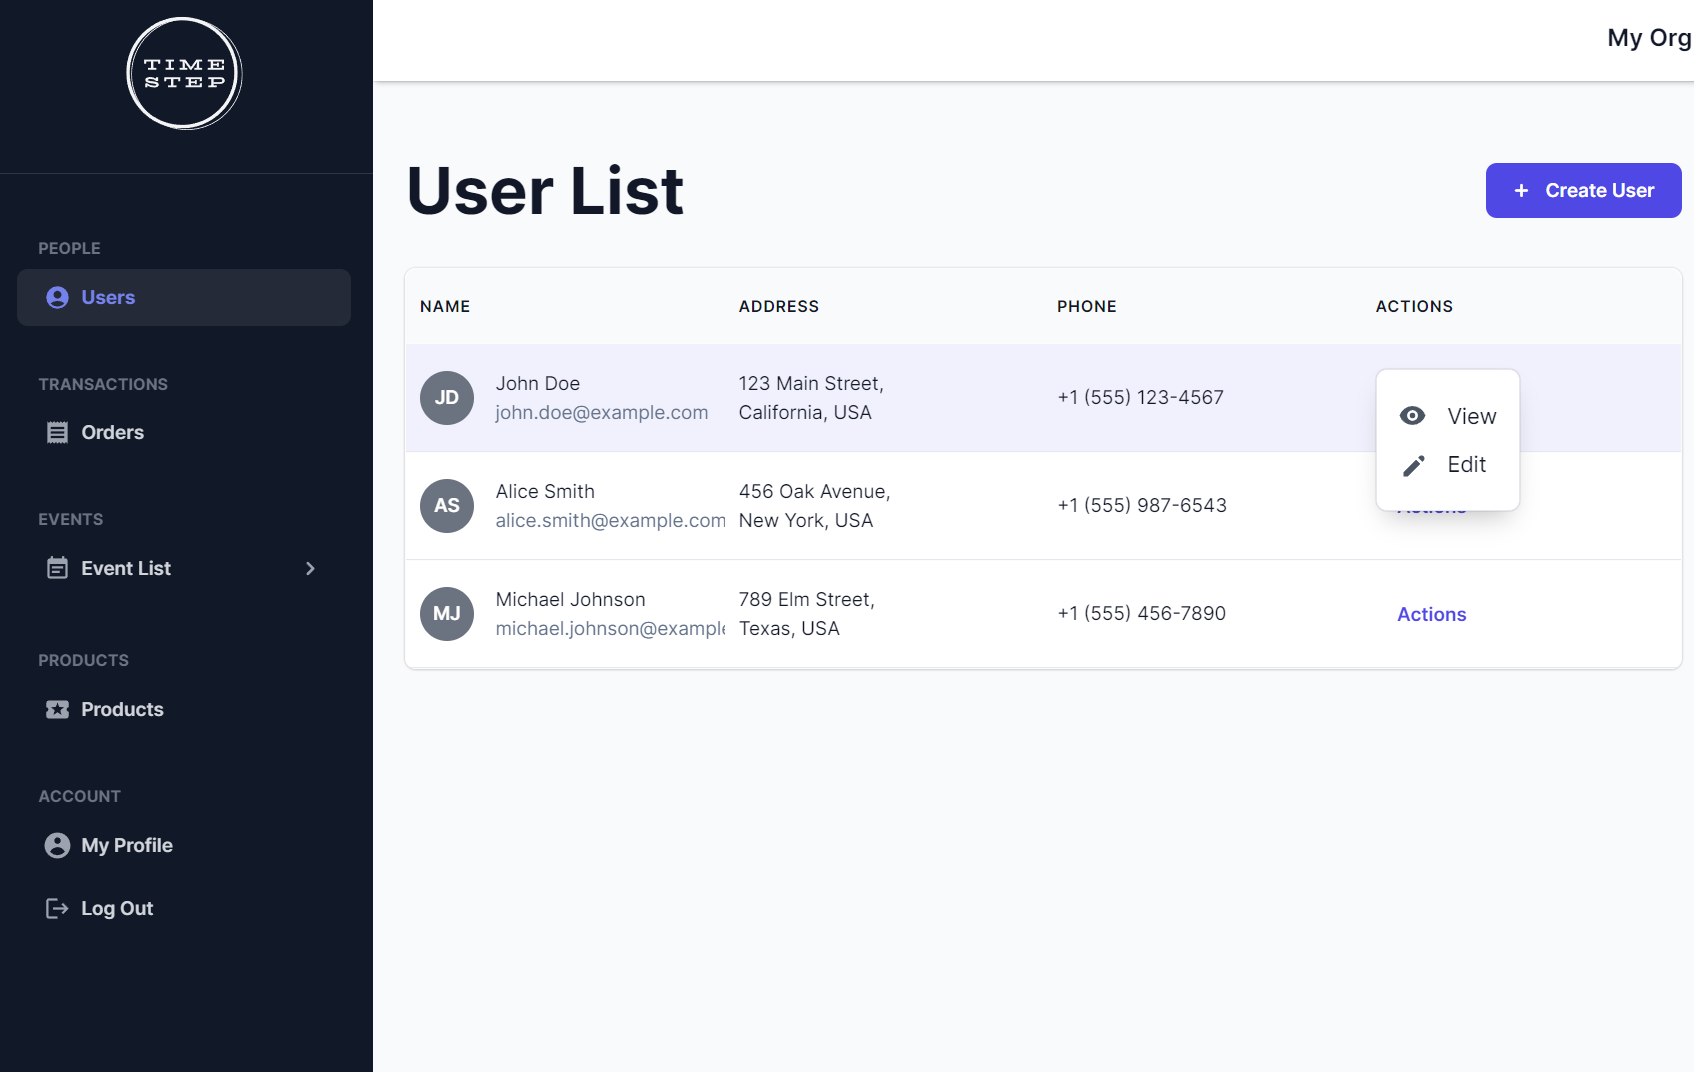 TIME
STEP
My Org
PEOPLE
Users
TRANSACTIONS
Orders
EVENTS
Event List
PRODUCTS
Products
ACCOUNT
My Profile
Log Out
User List
+ Create User
NAME ADDRESS PHONE ACTIONS
JD
John Doe
john.doe@example.com
123 Main Street,
California, USA
+1 (555) 123-4567
View
Edit
AS
Alice Smith
alice.smith@example.com
456 Oak Avenue,
New York, USA
+1 (555) 987-6543
Actions
MJ
Michael Johnson
michael.johnson@example
789 Elm Street,
Texas, USA
+1 (555) 456-7890
Actions